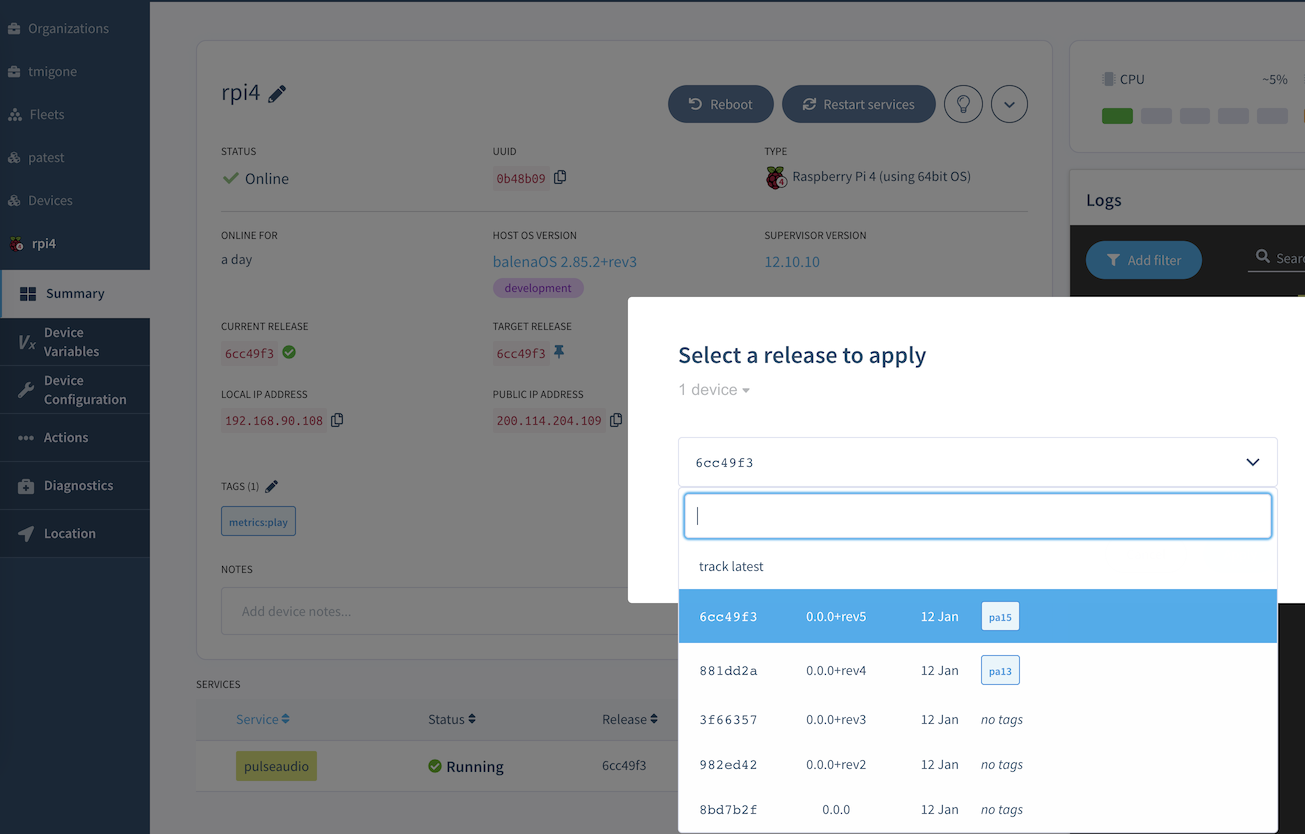 Organizations
tmigone
Fleets
patest
Devices
rpi4
Summary
Device
Variables
Device
Configuration
Actions
Diagnostics
Location
rpi4
Reboot
Restart services
STATUS
UUID
TYPE
Online
0b48b09
Raspberry Pi 4 (using 64bit OS)
ONLINE FOR
HOST OS VERSION
SUPERVISOR VERSION
a day
balenaOS 2.85.2+rev3
12.10.10
development
CURRENT RELEASE
TARGET RELEASE
6cc49f3
6cc49f3
LOCAL IP ADDRESS
PUBLIC IP ADDRESS
192.168.90.108
200.114.204.109
TAGS (1)
metrics:play
NOTES
Add device notes...
SERVICES
Service Status Release
pulseaudio Running 6cc49f3
CPU ~5%
Logs
Add filter
Sear
Select a release to apply
1 device
6cc49f3
track latest
6cc49f3 0.0.0+rev5 12 Jan pa15
881dd2a 0.0.0+rev4 12 Jan pa13
3f66357 0.0.0+rev3 12 Jan no tags
982ed42 0.0.0+rev2 12 Jan no tags
8bd7b2f 0.0.0 12 Jan no tags